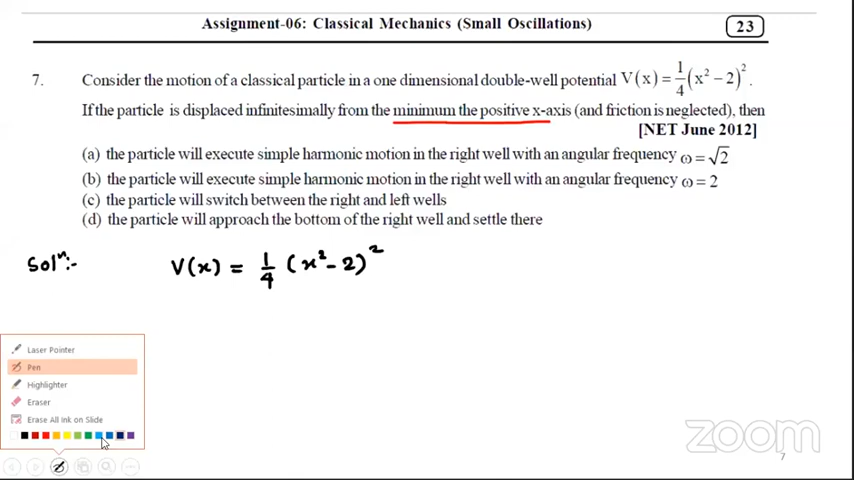 Assignment-06: Classical Mechanics (Small Oscillations)
23
7. Consider the motion of a classical particle in a one dimensional double-well potential V(x) = 1/4 (x² − 2)².
If the particle is displaced infinitesimally from the minimum the positive x-axis (and friction is neglected), then
[NET June 2012]
(a) the particle will execute simple harmonic motion in the right well with an angular frequency ω = √2
(b) the particle will execute simple harmonic motion in the right well with an angular frequency ω = 2
(c) the particle will switch between the right and left wells
(d) the particle will approach the bottom of the right well and settle there
Solⁿ:- V(x) = 1/4 (x² − 2)²
Laser Pointer
Pen
Highlighter
Eraser
Erase All Ink on Slide
zoom
7